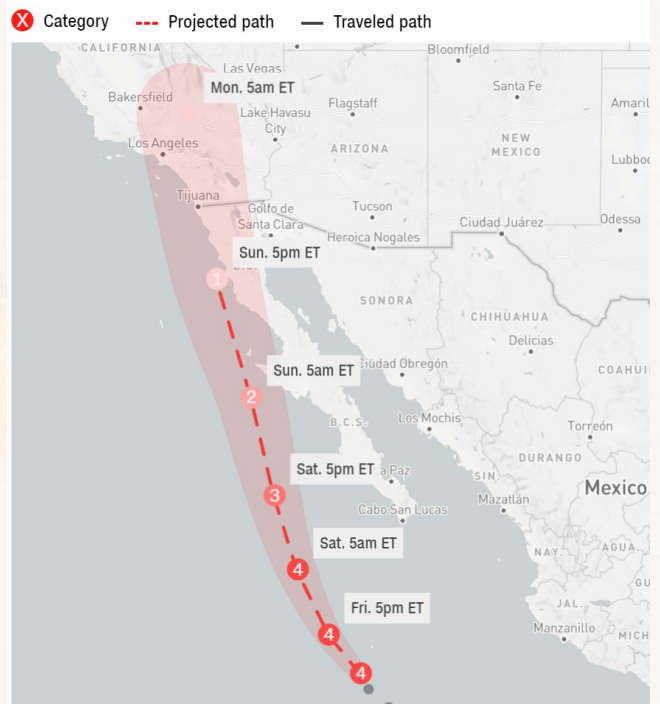 X Category
Projected path
Traveled path
CALIFORNIA
Las Vegas
Bloomfield
Mon. 5am ET
Santa Fe
Bakersfield
Flagstaff
Amaril
Lake Havasu
City
Los Angeles
ARIZONA
NEW
MEXICO
Lubbo
Tijuana
Golfo de
Santa Clara
Tucson
Ciudad Juárez
Odessa
Heroica Nogales
Sun. 5pm ET
1
SONORA
CHIHUAHUA
Delicias
Sun. 5am ET
Ciudad Obregón
COAHUI
2
B.C.S.
Los Mochis
Torreón
DURANGO
Sat. 5pm ET
a Paz
SIN.
Mexico
3
Cabo San Lucas
Mazatlán
Sat. 5am ET
NAY.
AGUA.
4
GU
Fri. 5pm ET
JAL.
4
Manzanillo
MICH
4